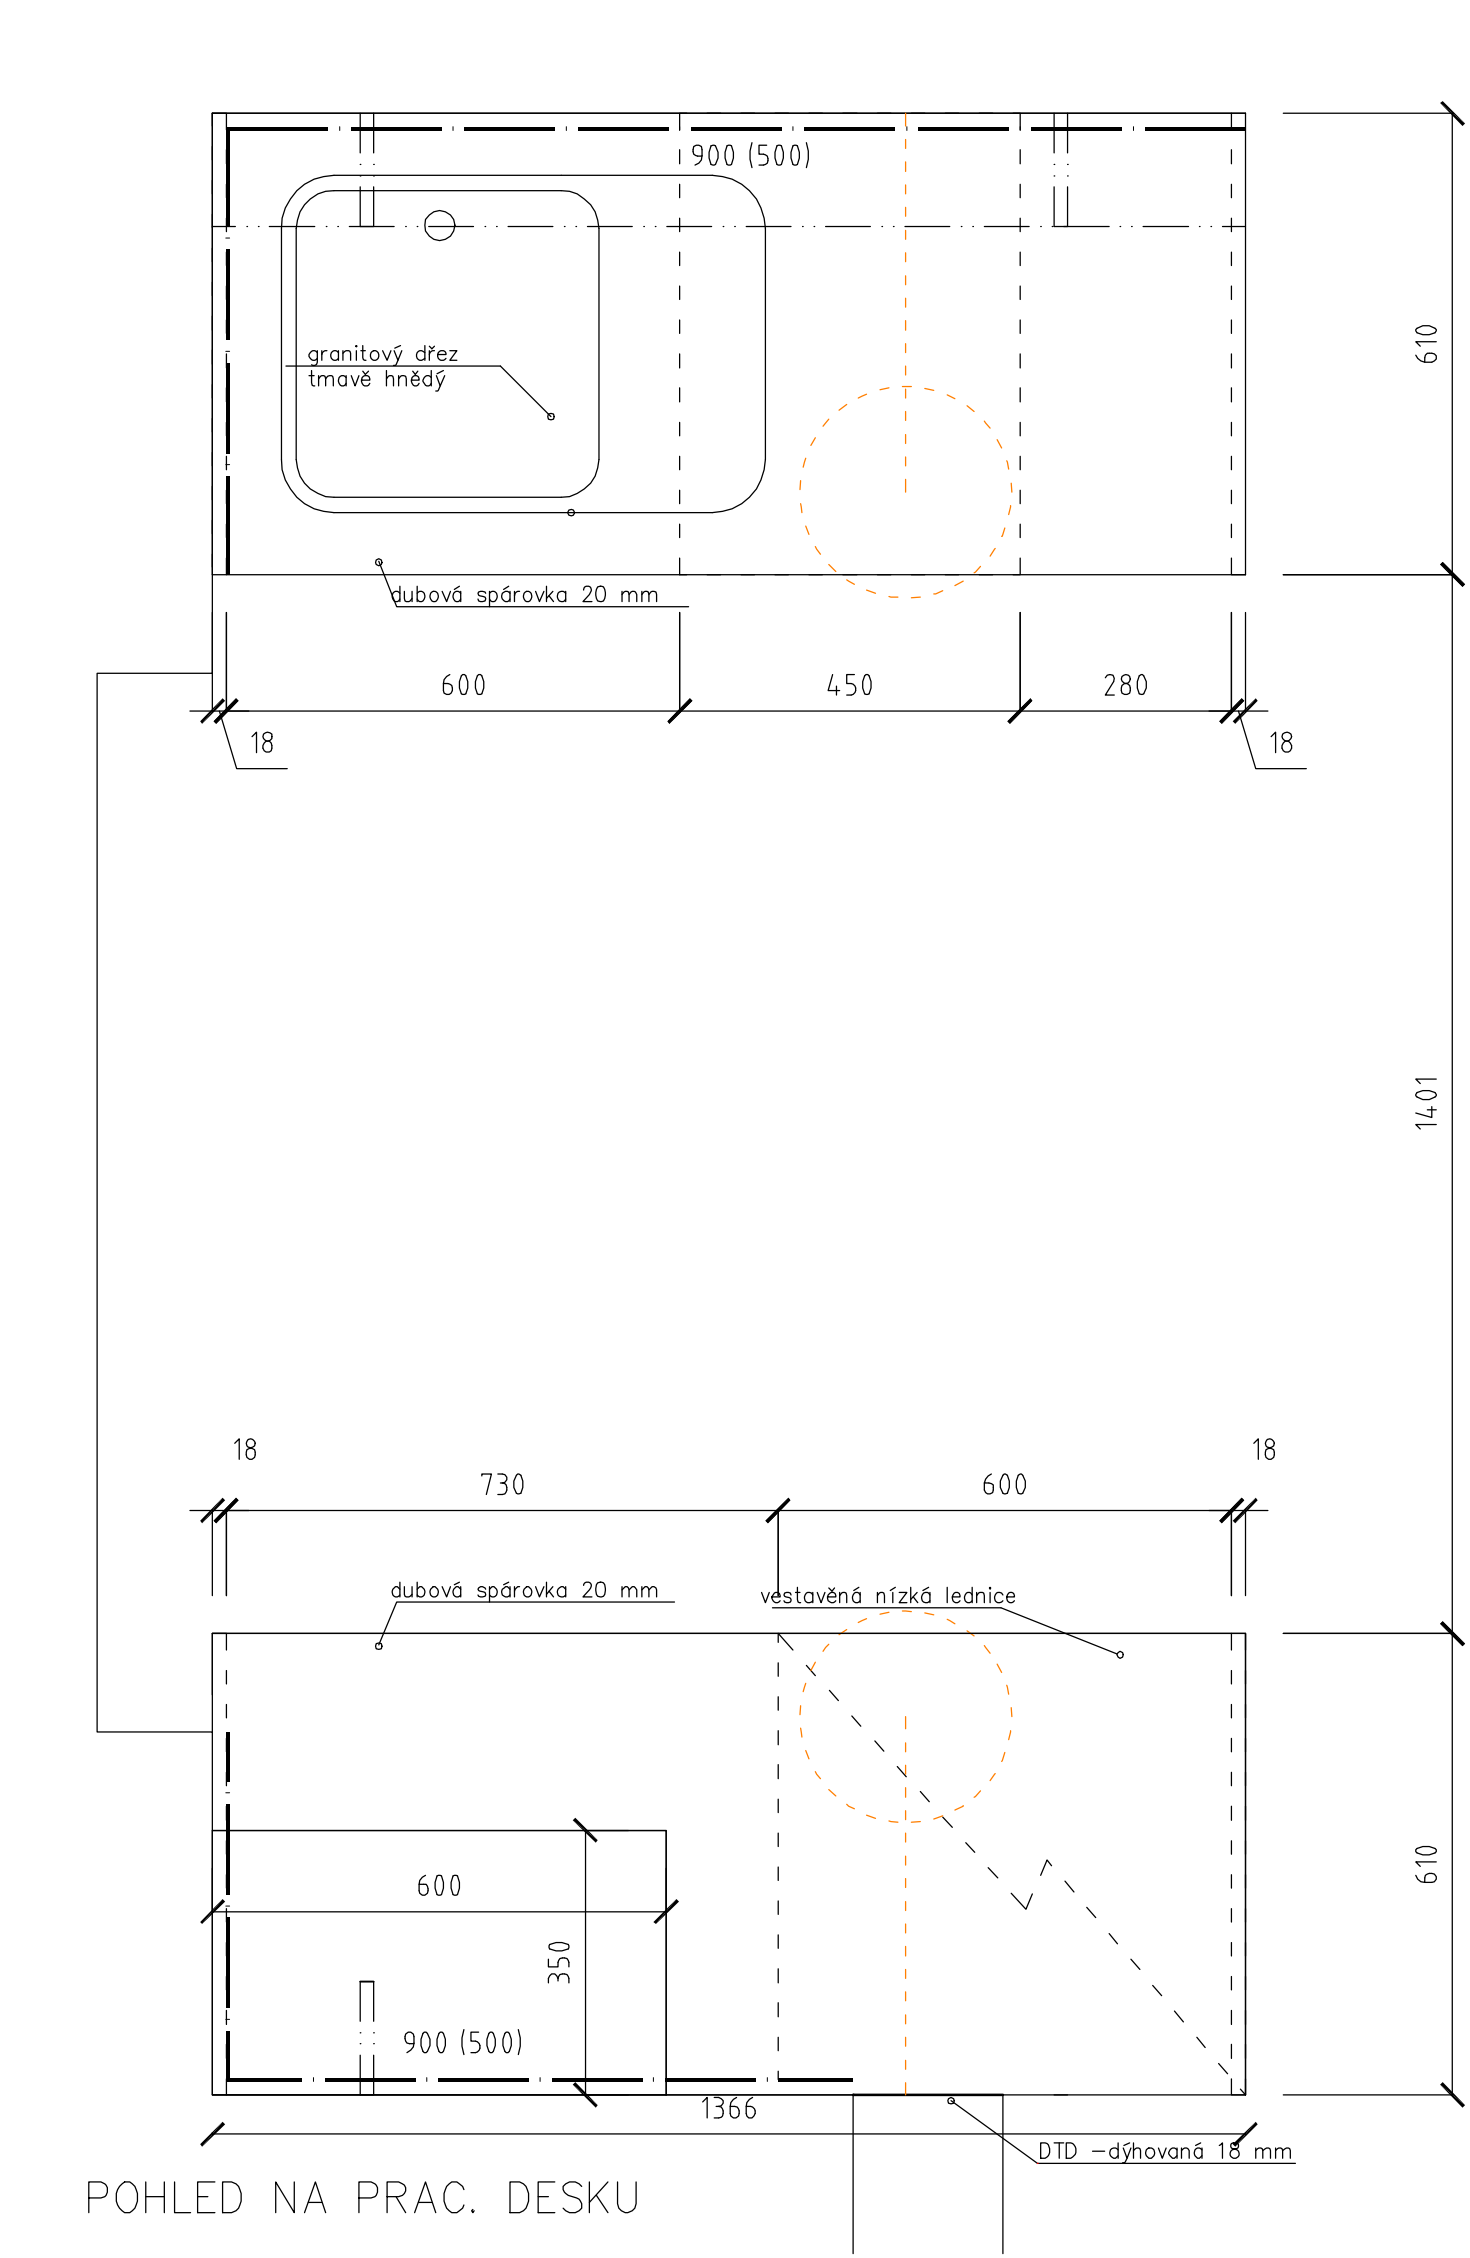 900 (500)
610
granitový dřez
tmavě hnědý
dubová spárovka 20 mm
600
450
280
18
18
1401
18
18
730
600
dubová spárovka 20 mm
vestavěná nízká lednice
600
610
350
900 (500)
1366
DTD -dýhovaná 18 mm
POHLED NA PRAC. DESKU